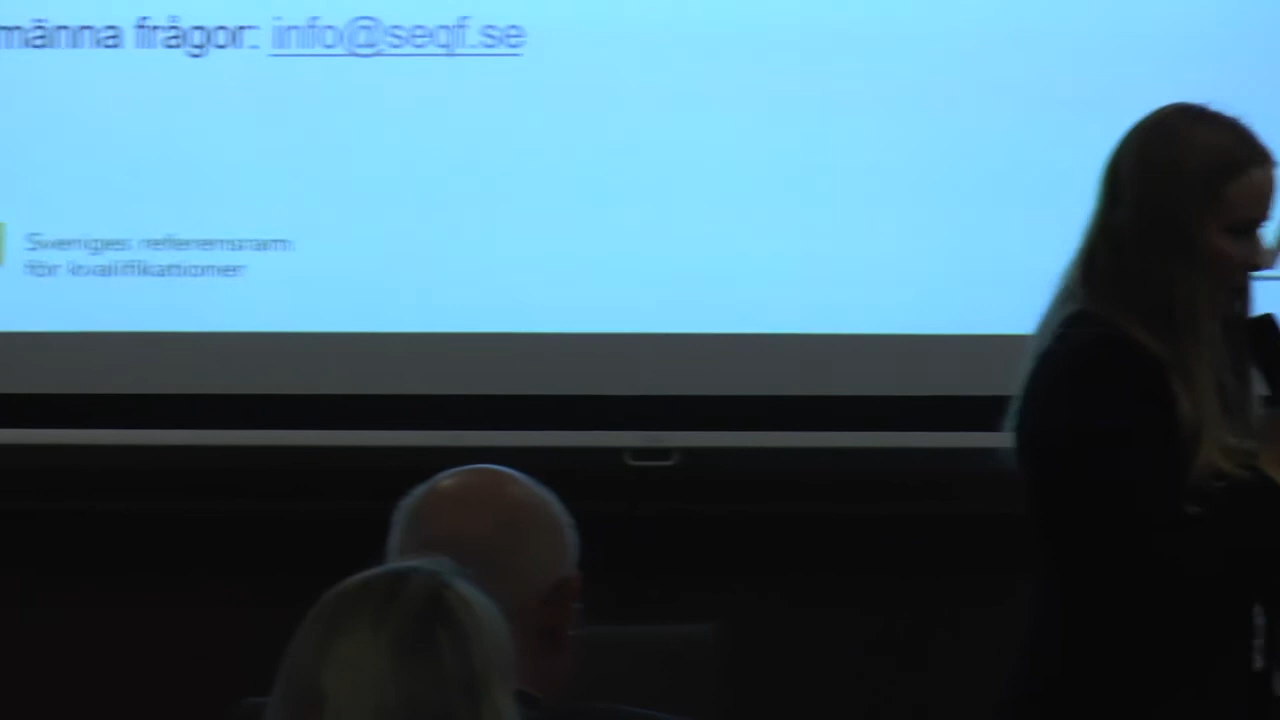 männa frågor: info@seqf.se
Sveriges referensram
för kvalifikationer